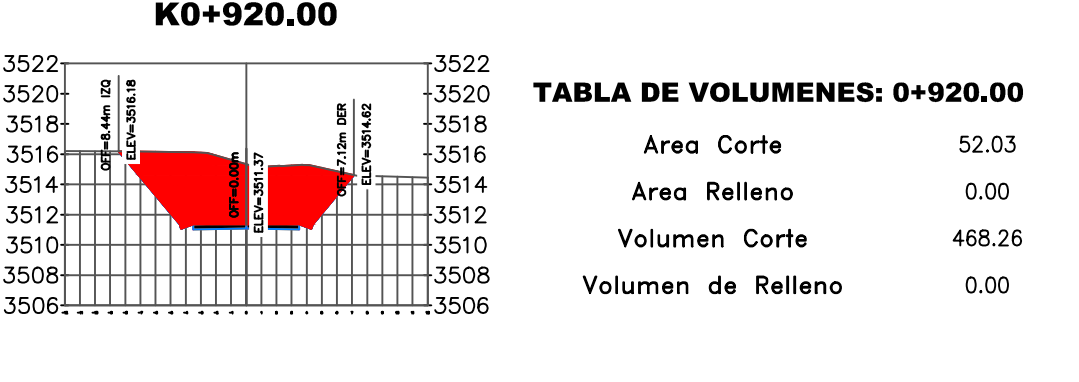 K0+920.00
3522 3522
3520 3520
3518 3518
3516 3516
3514 3514
3512 3512
3510 3510
3508 3508
3506 3506
OFF=8.44m IZQ
ELEV=3516.18
OFF=0.00m
ELEV=3511.37
OFF=7.12m DER
ELEV=3514.62
TABLA DE VOLUMENES: 0+920.00
Area Corte 52.03
Area Relleno 0.00
Volumen Corte 468.26
Volumen de Relleno 0.00